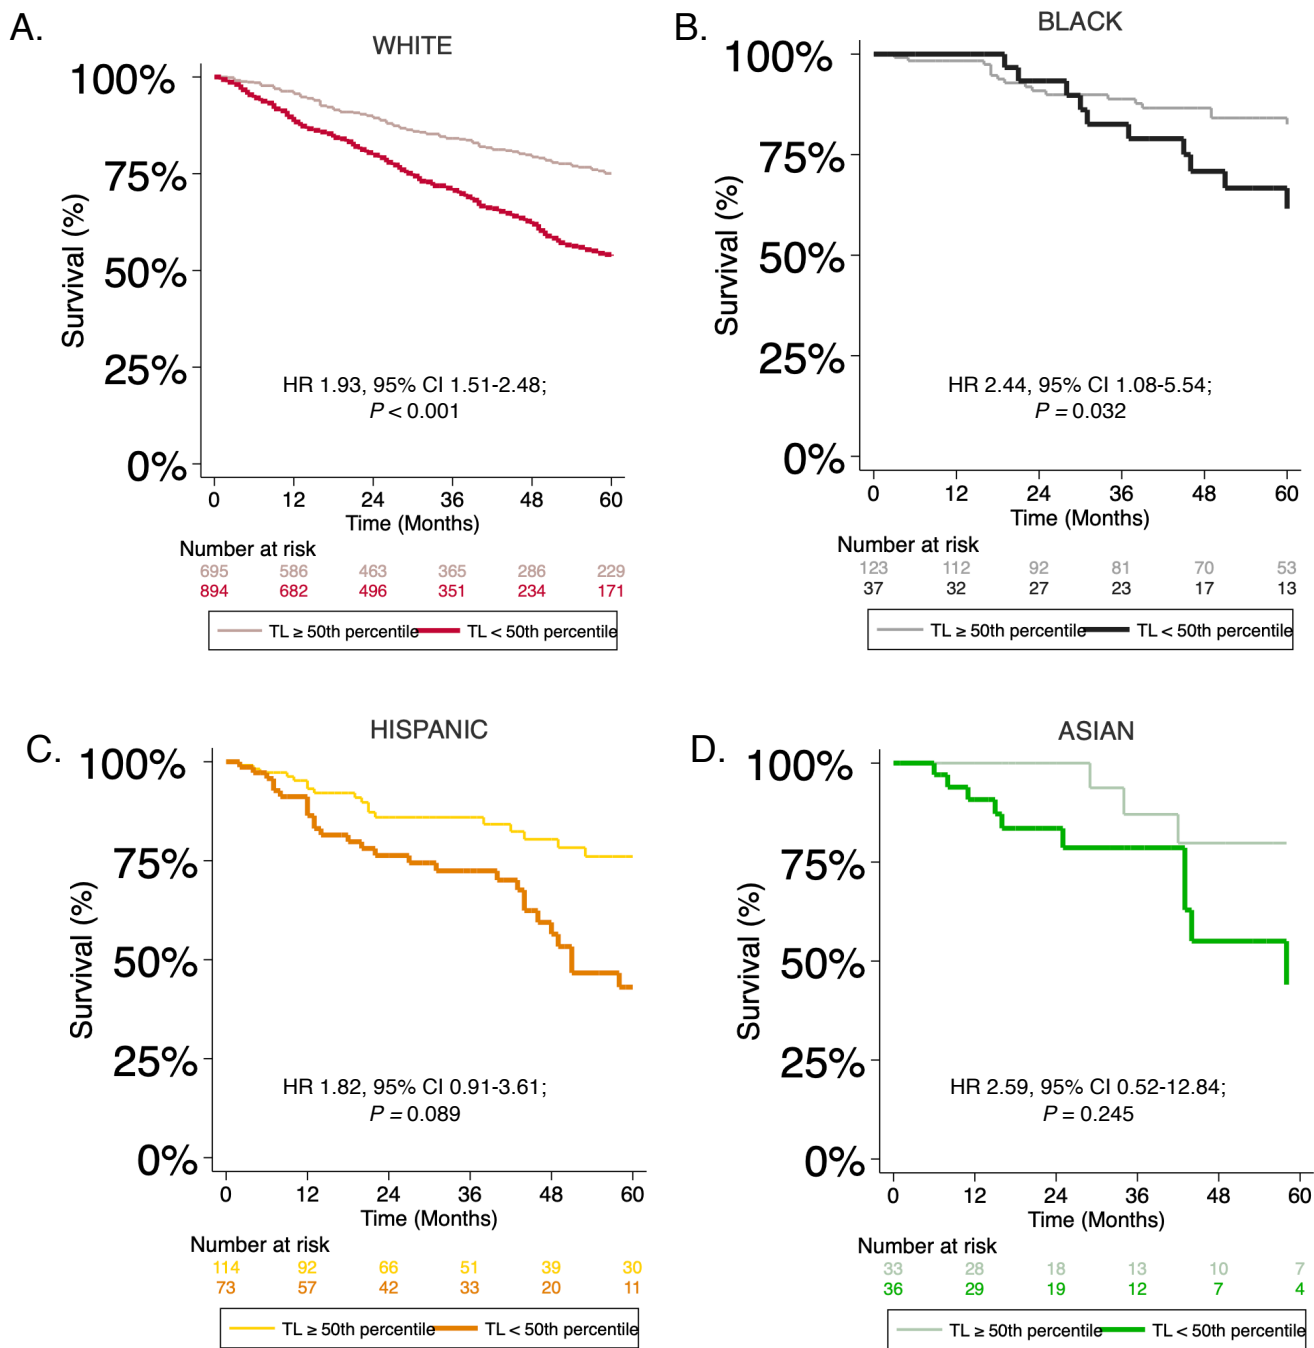 A.
WHITE
100%
75%
50%
25%
0%
Survival (%)
HR 1.93, 95% CI 1.51-2.48;
P < 0.001
0 12 24 36 48 60
Time (Months)
Number at risk
695 586 463 365 286 229
894 682 496 351 234 171
TL ≥ 50th percentile TL < 50th percentile
B.
BLACK
100%
75%
50%
25%
0%
Survival (%)
HR 2.44, 95% CI 1.08-5.54;
P = 0.032
0 12 24 36 48 60
Time (Months)
Number at risk
123 112 92 81 70 53
37 32 27 23 17 13
TL ≥ 50th percentile TL < 50th percentile
C.
HISPANIC
100%
75%
50%
25%
0%
Survival (%)
HR 1.82, 95% CI 0.91-3.61;
P = 0.089
0 12 24 36 48 60
Time (Months)
Number at risk
114 92 66 51 39 30
73 57 42 33 20 11
TL ≥ 50th percentile TL < 50th percentile
D.
ASIAN
100%
75%
50%
25%
0%
Survival (%)
HR 2.59, 95% CI 0.52-12.84;
P = 0.245
0 12 24 36 48 60
Time (Months)
Number at risk
33 28 18 13 10 7
36 29 19 12 7 4
TL ≥ 50th percentile TL < 50th percentile